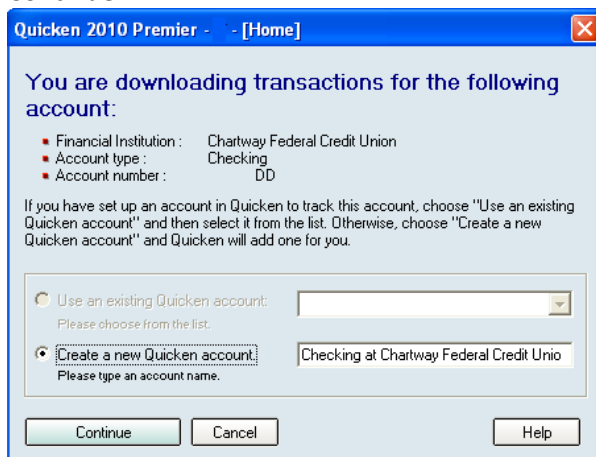 Quicken 2010 Premier - - [Home]
You are downloading transactions for the following
account:
Financial Institution : Chartway Federal Credit Union
Account type : Checking
Account number : DD
If you have set up an account in Quicken to track this account, choose "Use an existing
Quicken account" and then select it from the list. Otherwise, choose "Create a new
Quicken account" and Quicken will add one for you.
Use an existing Quicken account:
Please choose from the list.
Create a new Quicken account. Checking at Chartway Federal Credit Unio
Please type an account name.
Continue Cancel Help